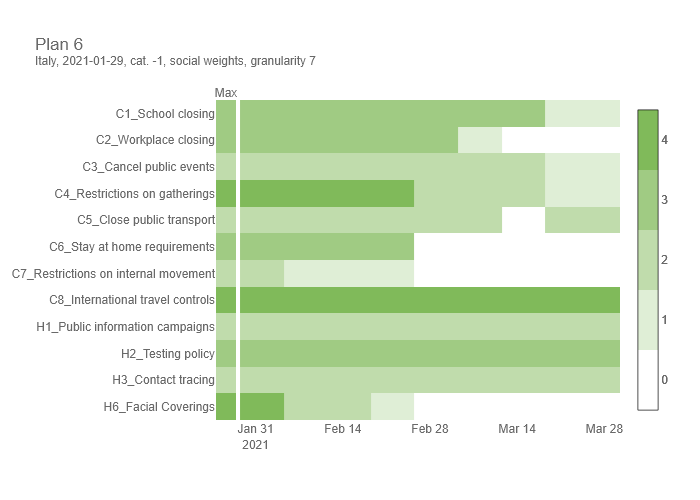 Plan 6
Italy, 2021-01-29, cat. -1, social weights, granularity 7
Max
C1_School closing
C2_Workplace closing
C3_Cancel public events
C4_Restrictions on gatherings
C5_Close public transport
C6_Stay at home requirements
C7_Restrictions on internal movement
C8_International travel controls
H1_Public information campaigns
H2_Testing policy
H3_Contact tracing
H6_Facial Coverings
4
3
2
1
0
Jan 31 Feb 14 Feb 28 Mar 14 Mar 28
2021